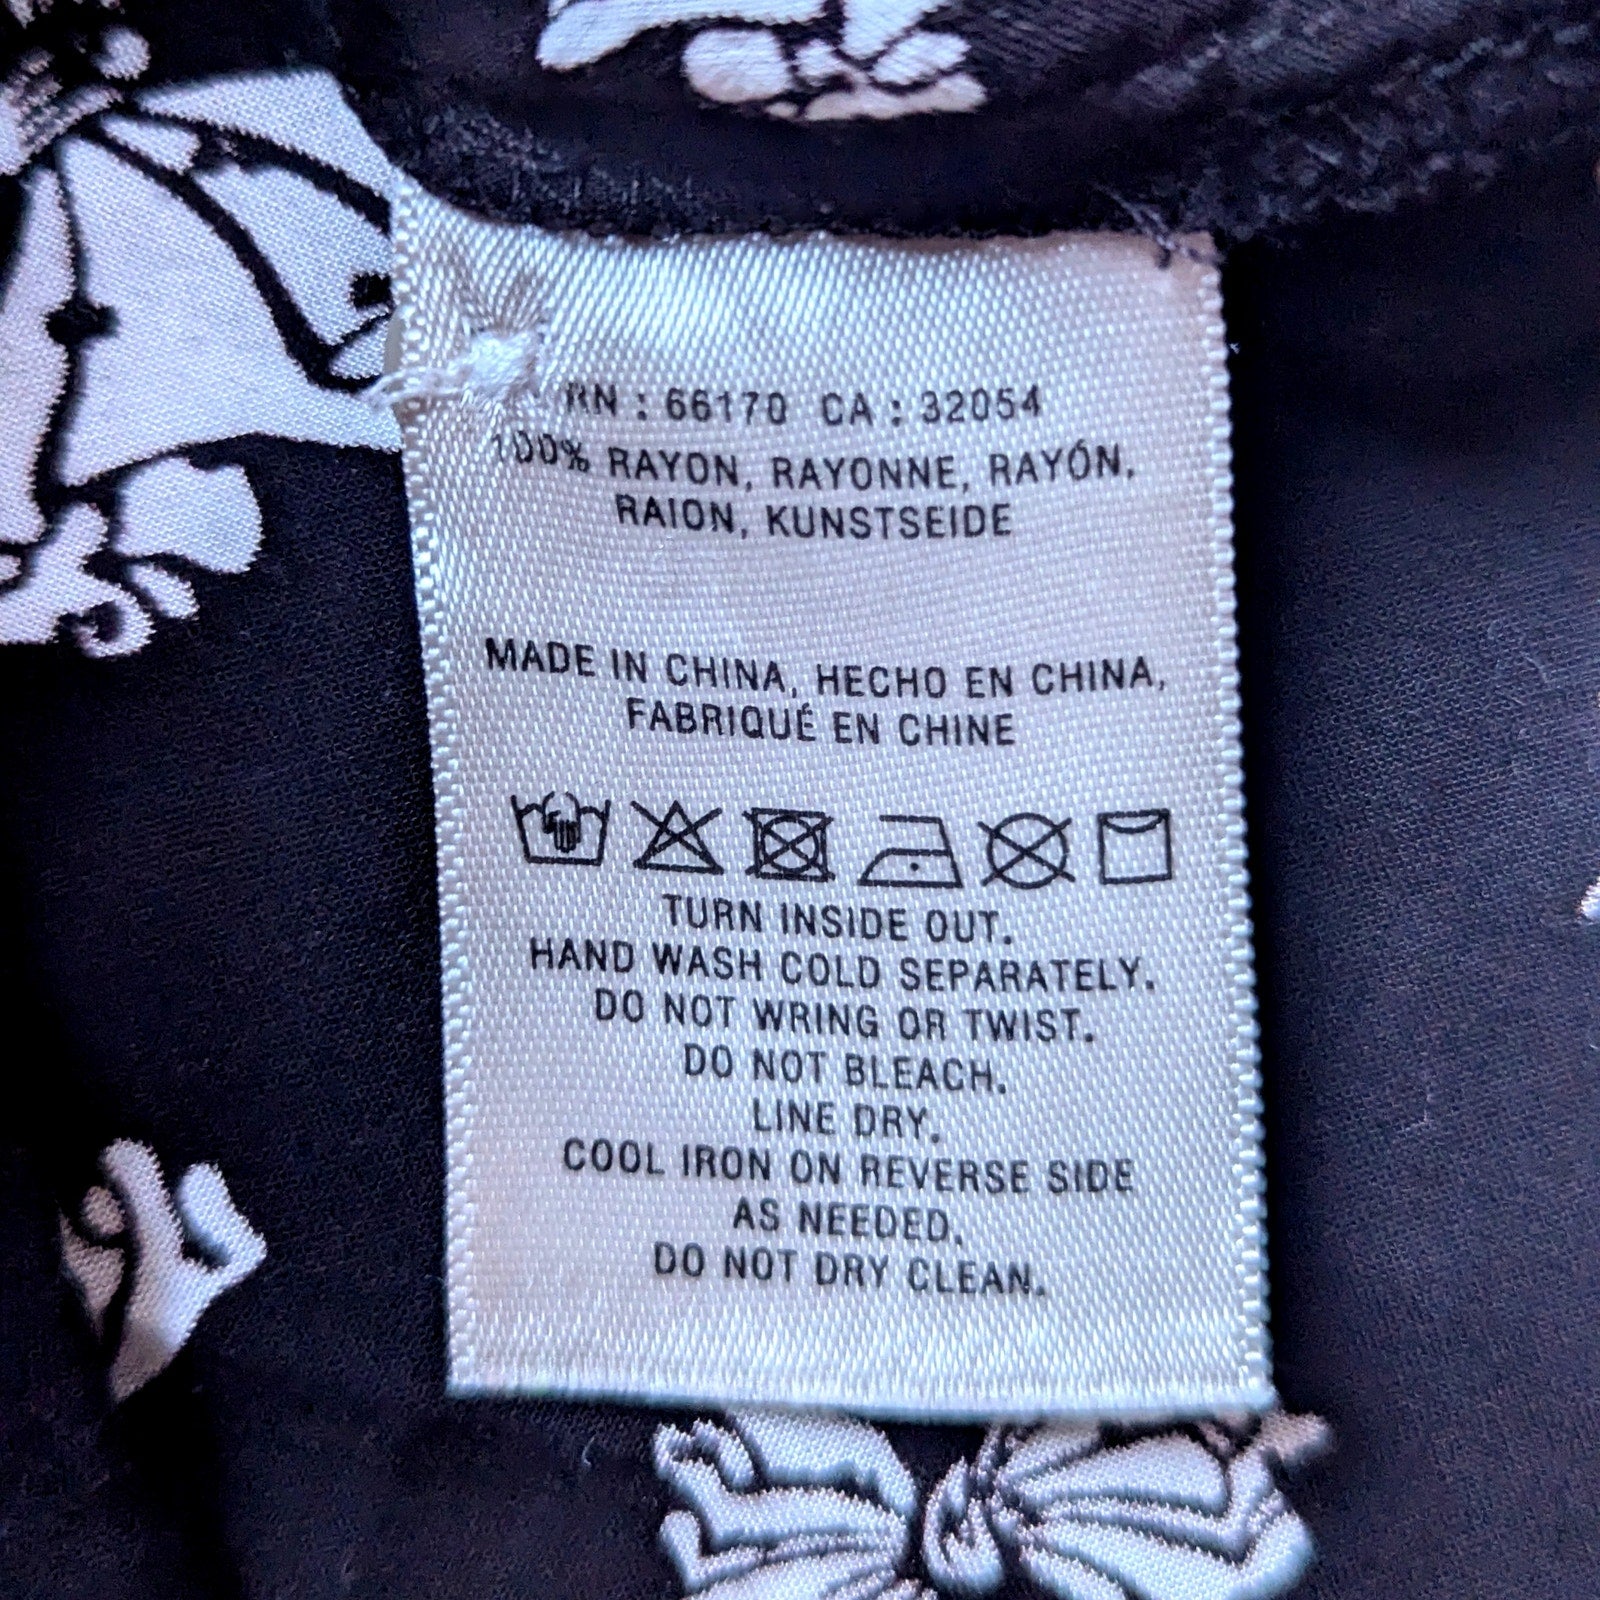 RN : 66170 CA : 32054
100% RAYON, RAYONNE, RAYÓN,
RAION, KUNSTSEIDE
MADE IN CHINA, HECHO EN CHINA,
FABRIQUÉ EN CHINE
TURN INSIDE OUT.
HAND WASH COLD SEPARATELY.
DO NOT WRING OR TWIST.
DO NOT BLEACH.
LINE DRY.
COOL IRON ON REVERSE SIDE
AS NEEDED.
DO NOT DRY CLEAN.